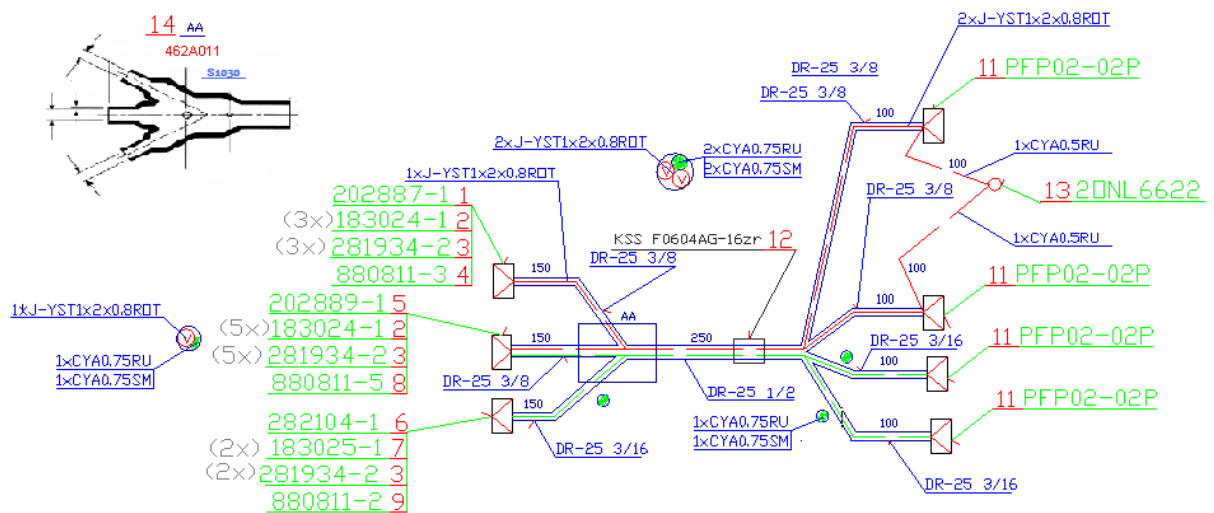 14 AA
462A011
S1030
2xJ-YST1x2x0.8ROT
DR-25 3/8
11 PFP02-02P
DR-25 3/8
100
2xJ-YST1x2x0.8ROT
2xCYA0.75RU
2xCYA0.75SM
1xCYA0.5RU
100
1xJ-YST1x2x0.8ROT
202887-1 1
(3x) 183024-1 2
(3x) 281934-2 3
880811-3 4
DR-25 3/8
13 20NL6622
KSS F0604AG-16zr 12
DR-25 3/8
1xCYA0.5RU
150
100
11 PFP02-02P
1*J-YST1x2x0.8ROT
1xCYA0.75RU
1xCYA0.75SM
202889-1 5
(5x) 183024-1 2
(5x) 281934-2 3
880811-5 8
AA
150
250
100
DR-25 3/8
DR-25 1/2
DR-25 3/16
11 PFP02-02P
100
282104-1 6
(2x) 183025-1 7
(2x) 281934-2 3
880811-2 9
150
DR-25 3/16
1xCYA0.75RU
1xCYA0.75SM
11 PFP02-02P
100
DR-25 3/16